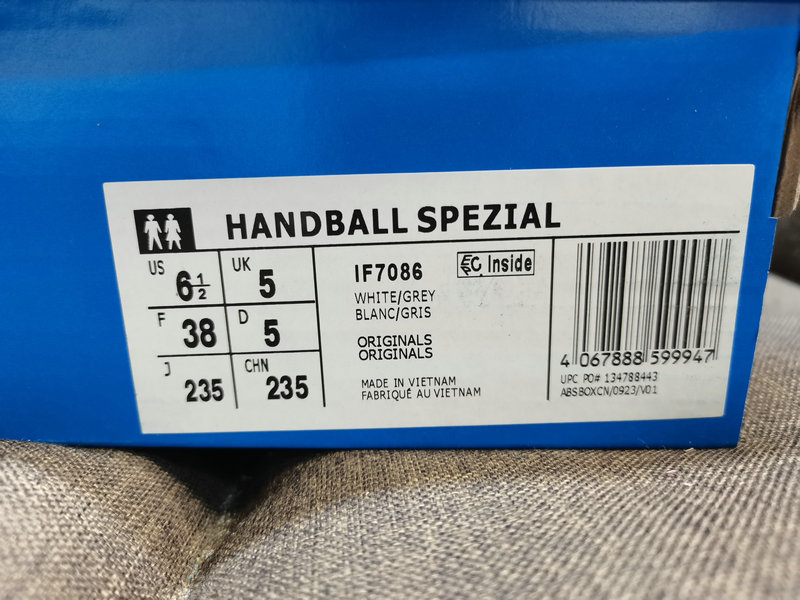 HANDBALL SPEZIAL
US 6½ UK 5
F 38 D 5
J 235 CHN 235
IF7086
Inside
WHITE/GREY
BLANC/GRIS
ORIGINALS
ORIGINALS
MADE IN VIETNAM
FABRIQUÉ AU VIETNAM
4 067888 599947
UPC PO# 134788443
ABSBOXCN/0923/V01